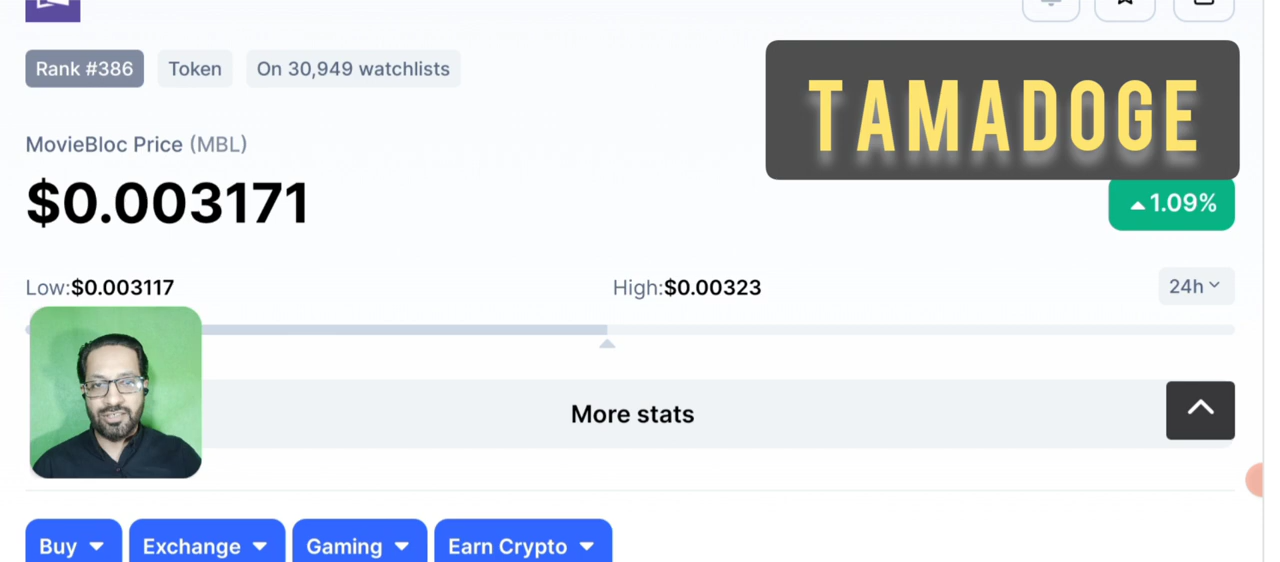 Rank #386 Token On 30,949 watchlists
TAMADOGE
MovieBloc Price (MBL)
$0.003171
1.09%
Low:$0.003117 High:$0.00323 24h
More stats
Buy Exchange Gaming Earn Crypto